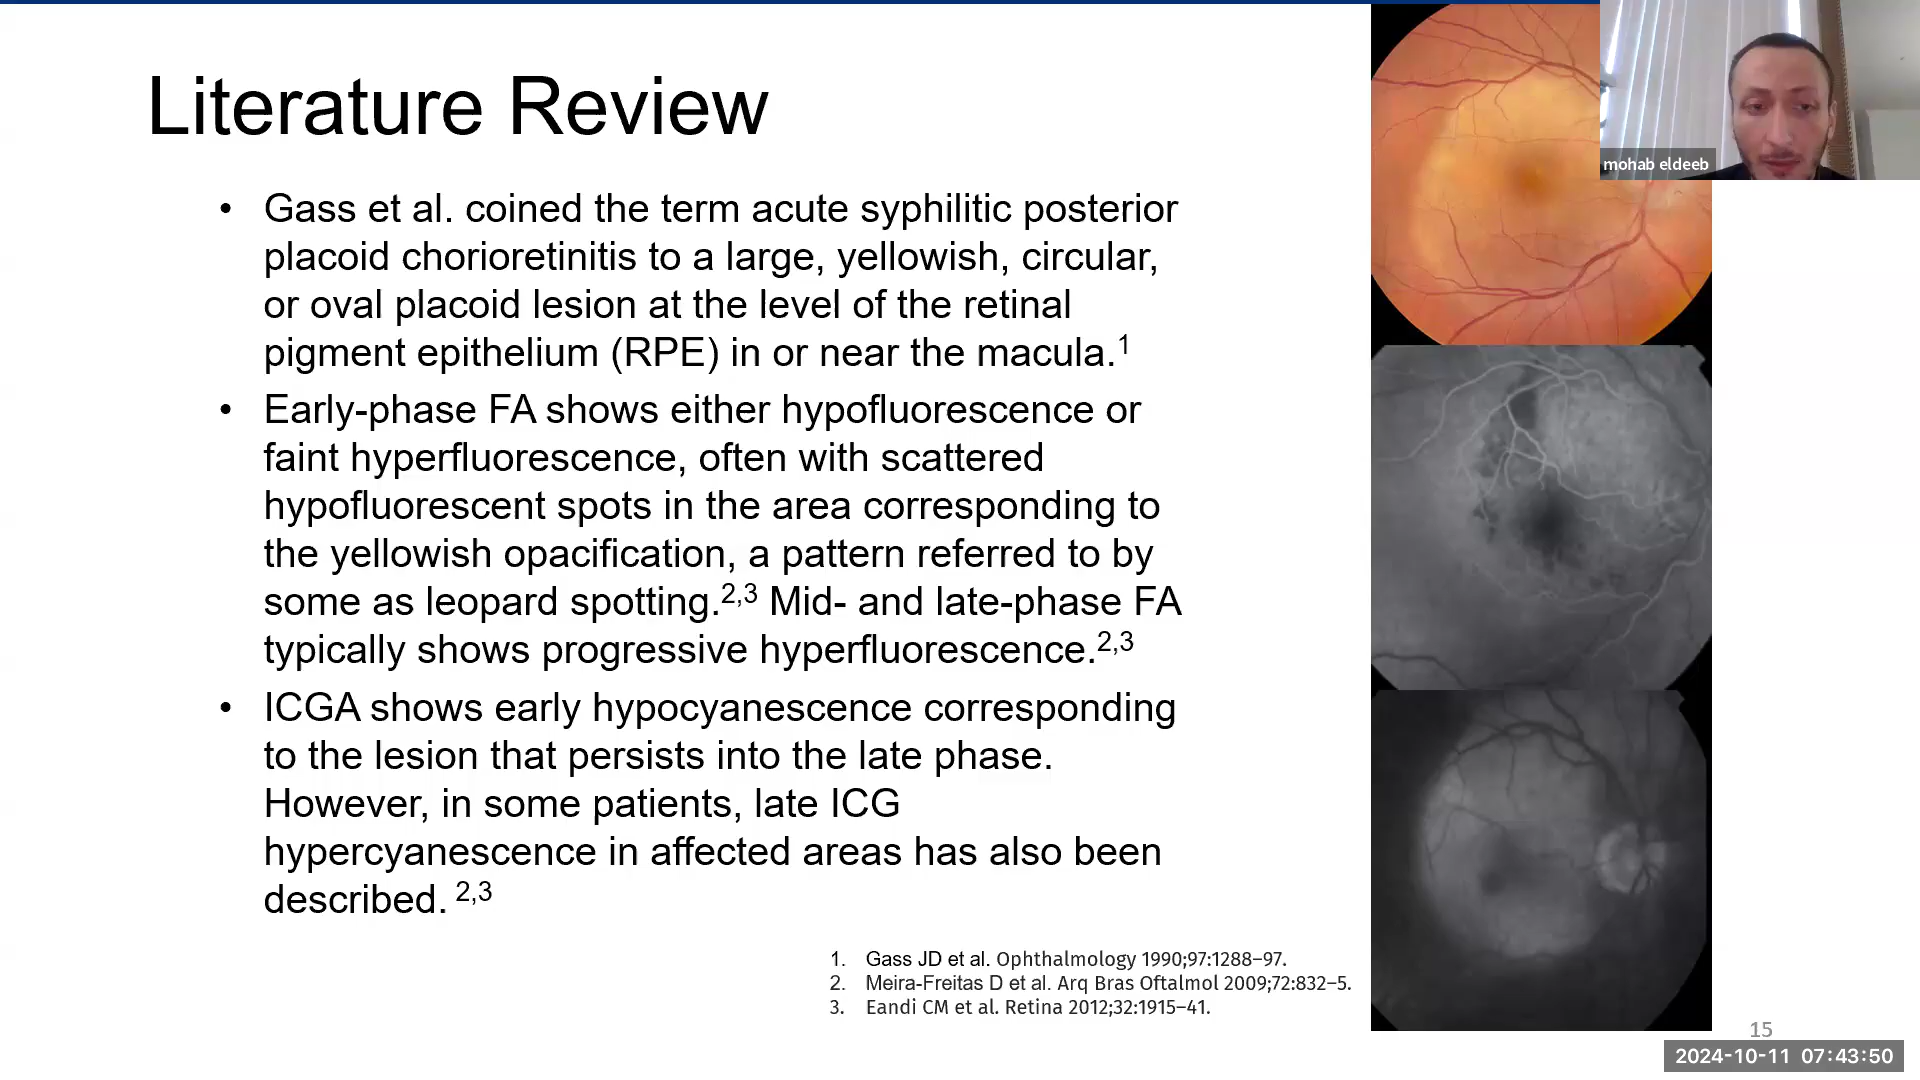 Literature Review
mohab eldeeb
• Gass et al. coined the term acute syphilitic posterior
placoid chorioretinitis to a large, yellowish, circular,
or oval placoid lesion at the level of the retinal
pigment epithelium (RPE) in or near the macula.1
• Early-phase FA shows either hypofluorescence or
faint hyperfluorescence, often with scattered
hypofluorescent spots in the area corresponding to
the yellowish opacification, a pattern referred to by
some as leopard spotting.2,3 Mid- and late-phase FA
typically shows progressive hyperfluorescence.2,3
• ICGA shows early hypocyanescence corresponding
to the lesion that persists into the late phase.
However, in some patients, late ICG
hypercyanescence in affected areas has also been
described. 2,3
1. Gass JD et al. Ophthalmology 1990;97:1288–97.
2. Meira-Freitas D et al. Arq Bras Oftalmol 2009;72:832–5.
3. Eandi CM et al. Retina 2012;32:1915–41.
15
2024-10-11 07:43:50